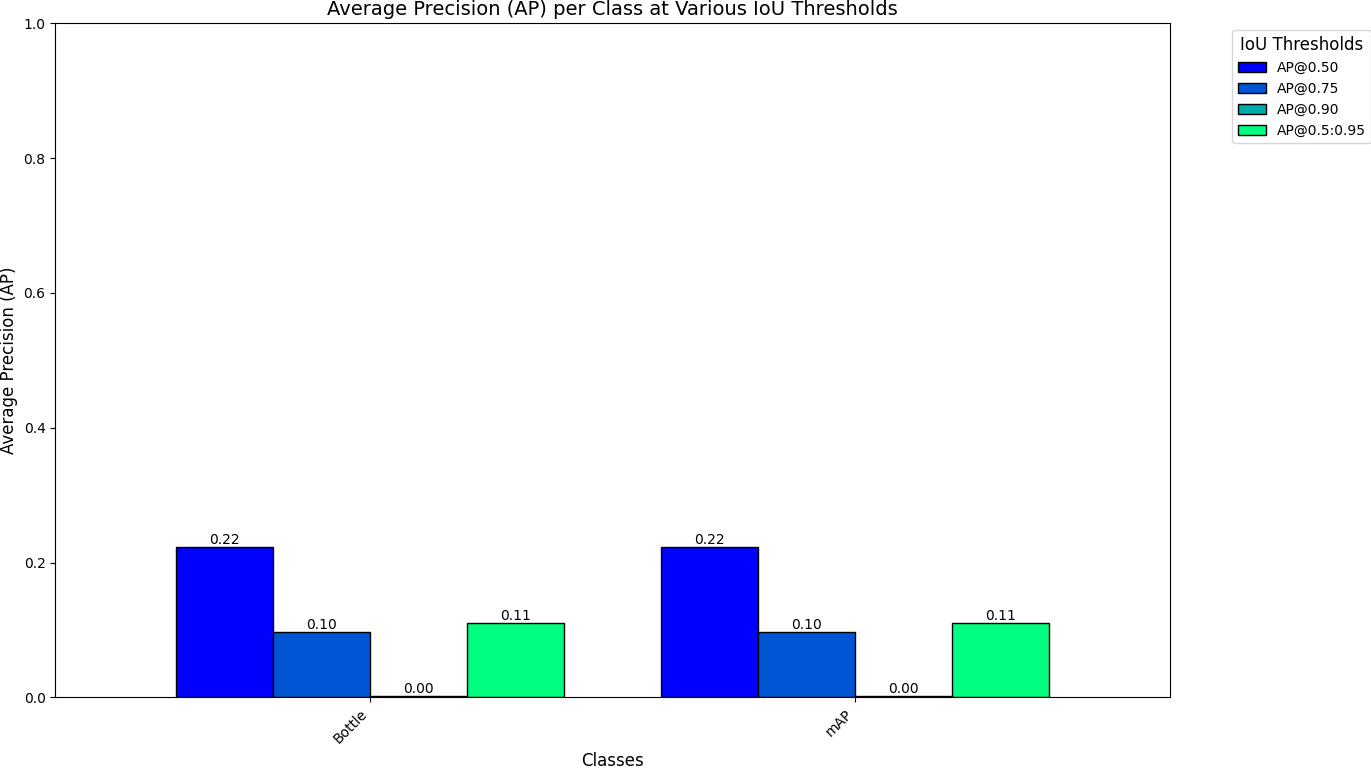 Average Precision (AP) per Class at Various IoU Thresholds
Average Precision (AP)
1.0
0.8
0.6
0.4
0.2
0.0
0.22
0.10
0.00
0.11
0.22
0.10
0.00
0.11
Bottle
mAP
Classes
IoU Thresholds
AP@0.50
AP@0.75
AP@0.90
AP@0.5:0.95